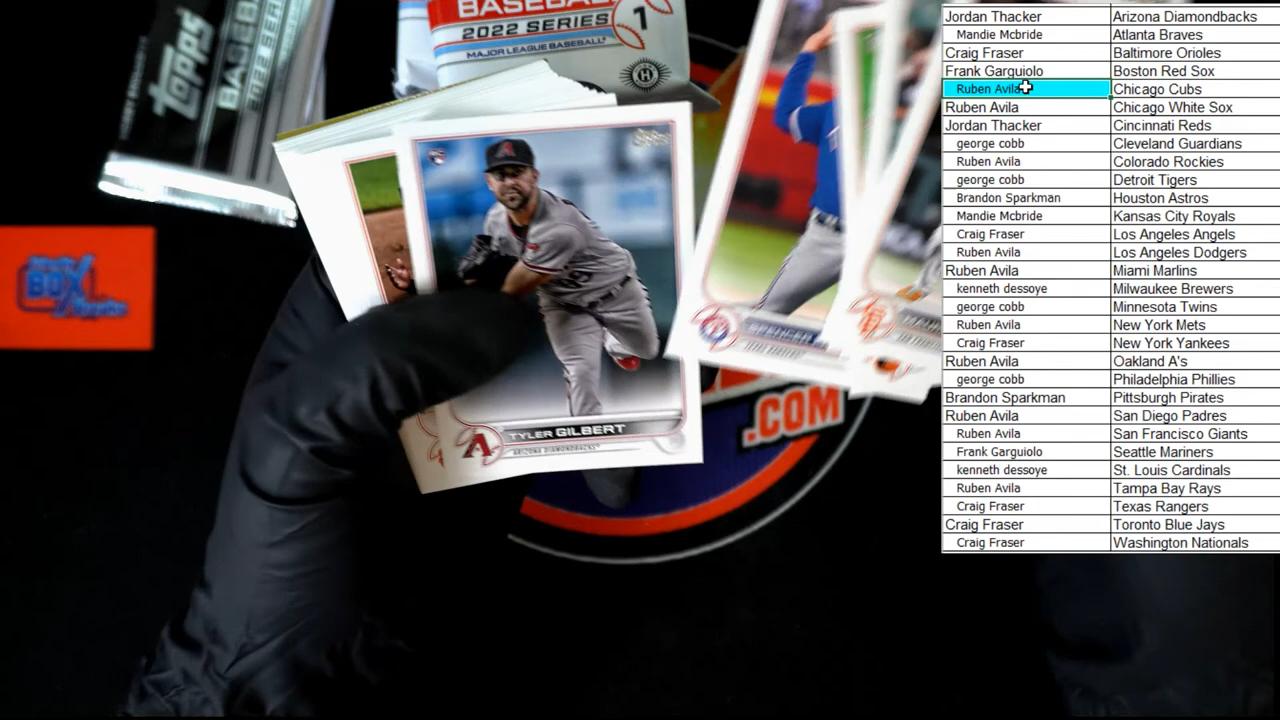 BASEBALL
2022 SERIES 1
MAJOR LEAGUE BASEBALL
TOPPS
BOX
Topps
A
TYLER GILBERT
ARIZONA DIAMONDBACKS
SPENCER
.COM
Jordan Thacker Arizona Diamondbacks
Mandie Mcbride Atlanta Braves
Craig Fraser Baltimore Orioles
Frank Garguiolo Boston Red Sox
Ruben Avila Chicago Cubs
Ruben Avila Chicago White Sox
Jordan Thacker Cincinnati Reds
george cobb Cleveland Guardians
Ruben Avila Colorado Rockies
george cobb Detroit Tigers
Brandon Sparkman Houston Astros
Mandie Mcbride Kansas City Royals
Craig Fraser Los Angeles Angels
Ruben Avila Los Angeles Dodgers
Ruben Avila Miami Marlins
kenneth dessoye Milwaukee Brewers
george cobb Minnesota Twins
Ruben Avila New York Mets
Craig Fraser New York Yankees
Ruben Avila Oakland A's
george cobb Philadelphia Phillies
Brandon Sparkman Pittsburgh Pirates
Ruben Avila San Diego Padres
Ruben Avila San Francisco Giants
Frank Garguiolo Seattle Mariners
kenneth dessoye St. Louis Cardinals
Ruben Avila Tampa Bay Rays
Craig Fraser Texas Rangers
Craig Fraser Toronto Blue Jays
Craig Fraser Washington Nationals